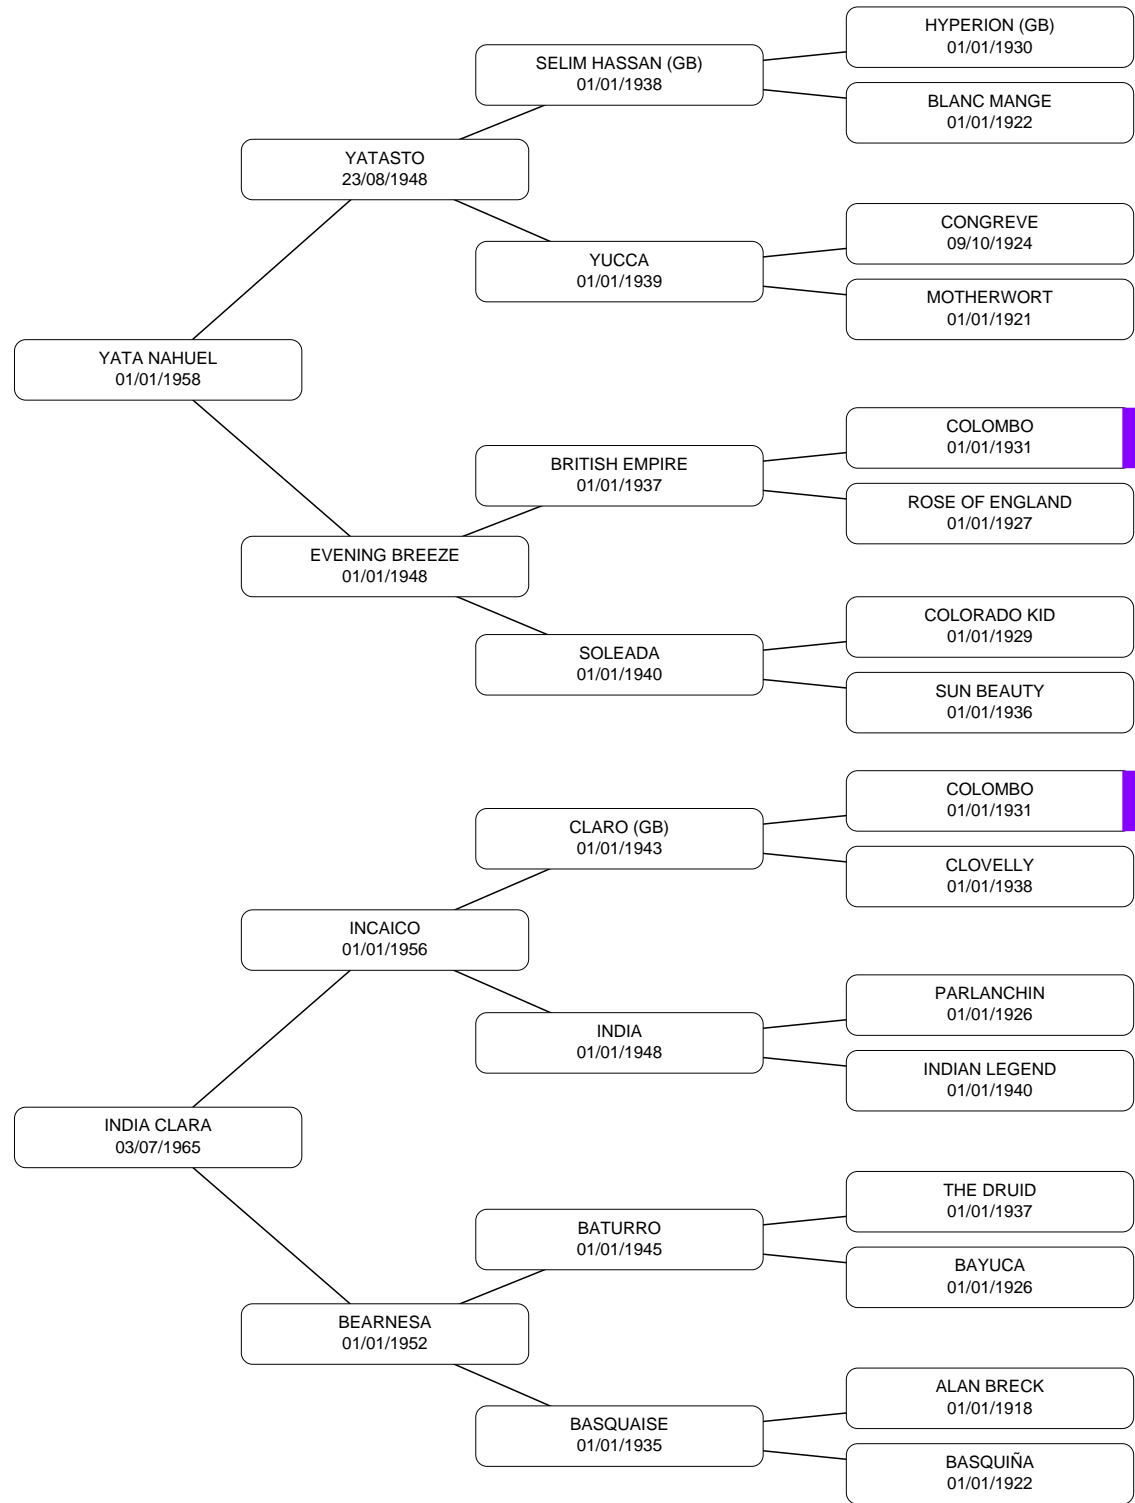 HYPERION (GB)
01/01/1930
SELIM HASSAN (GB)
01/01/1938
BLANC MANGE
01/01/1922
YATASTO
23/08/1948
CONGREVE
09/10/1924
YUCCA
01/01/1939
MOTHERWORT
01/01/1921
YATA NAHUEL
01/01/1958
COLOMBO
01/01/1931
BRITISH EMPIRE
01/01/1937
ROSE OF ENGLAND
01/01/1927
EVENING BREEZE
01/01/1948
COLORADO KID
01/01/1929
SOLEADA
01/01/1940
SUN BEAUTY
01/01/1936
COLOMBO
01/01/1931
CLARO (GB)
01/01/1943
CLOVELLY
01/01/1938
INCAICO
01/01/1956
PARLANCHIN
01/01/1926
INDIA
01/01/1948
INDIAN LEGEND
01/01/1940
INDIA CLARA
03/07/1965
THE DRUID
01/01/1937
BATURRO
01/01/1945
BAYUCA
01/01/1926
BEARNESA
01/01/1952
ALAN BRECK
01/01/1918
BASQUAISE
01/01/1935
BASQUIÑA
01/01/1922